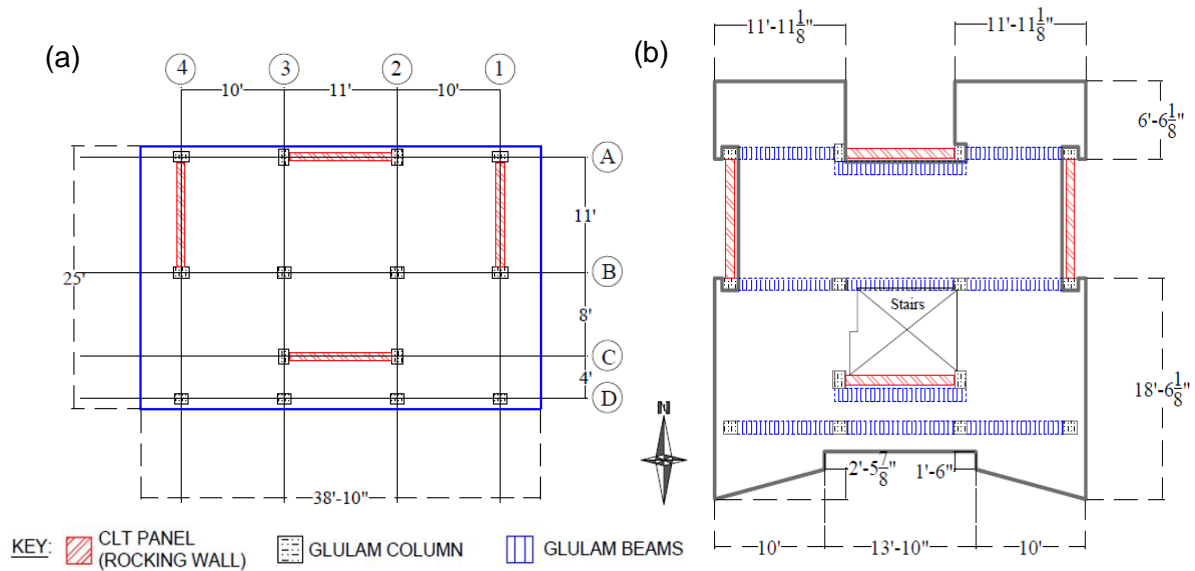 (a)
(b)
4
3
2
1
10'
11'
10'
A
11'
B
8'
C
4'
D
25'
38'-10"
11'-11 1/8"
11'-11 1/8"
6'-6 1/8"
Stairs
18'-6 1/8"
N
2'-5 7/8"
1'-6"
10'
13'-10"
10'
KEY:
CLT PANEL
(ROCKING WALL)
GLULAM COLUMN
GLULAM BEAMS